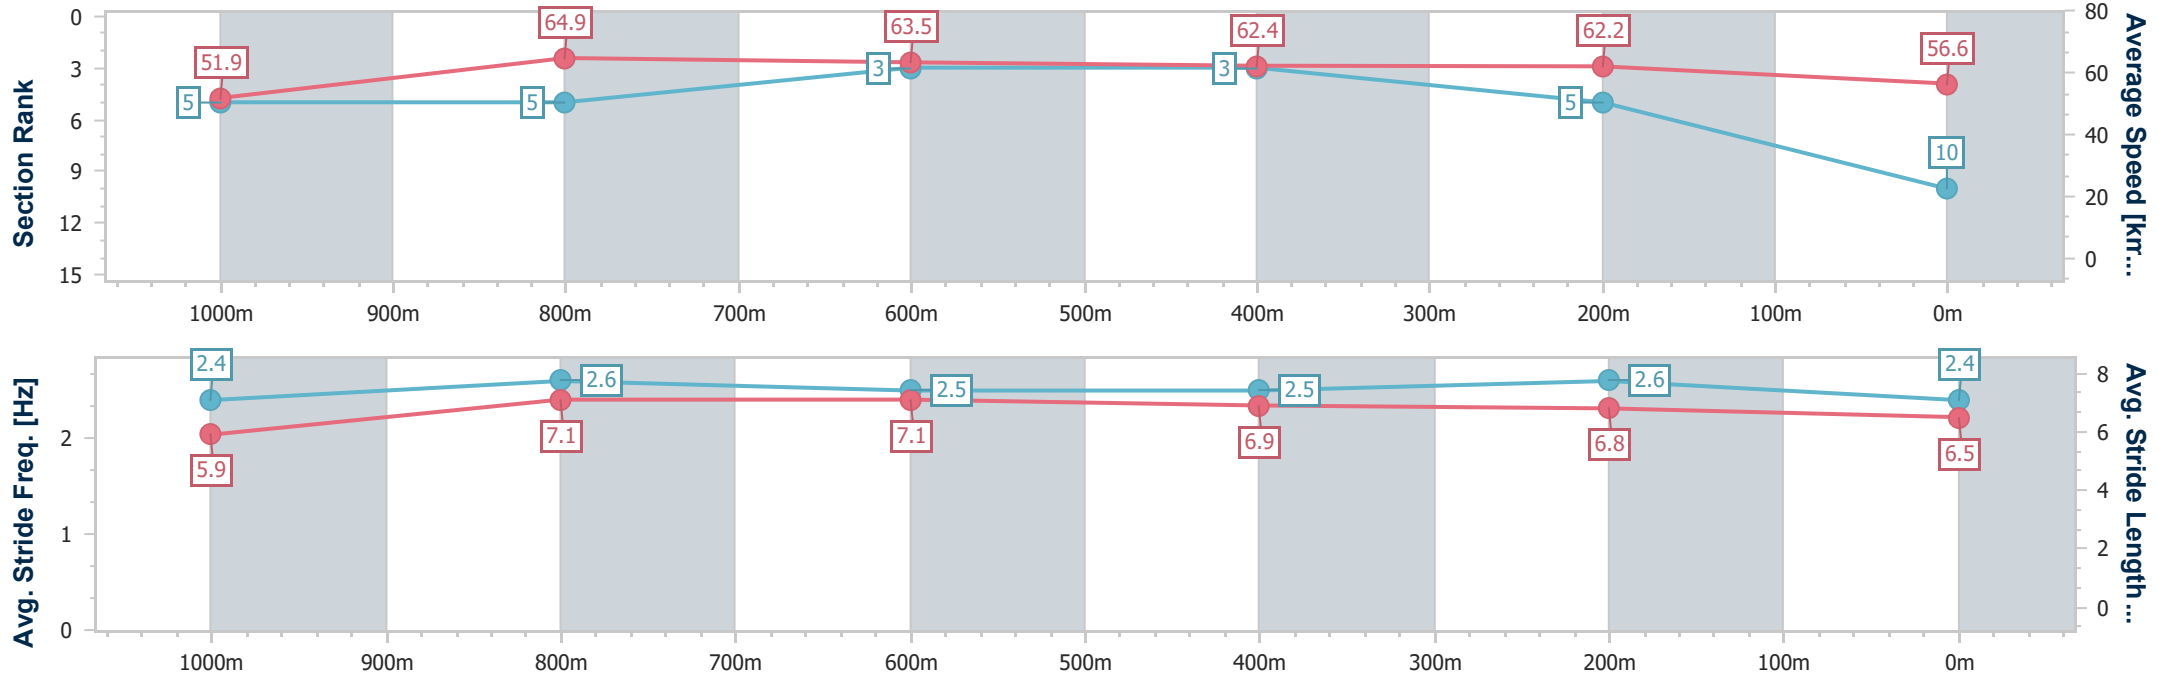 Section Rank
0
3
6
9
12
15
80
60
40
20
0
Average Speed [km...
51.9
64.9
63.5
62.4
62.2
56.6
5
5
3
3
5
10
1000m
900m
800m
700m
600m
500m
400m
300m
200m
100m
0m
Avg. Stride Freq. [Hz]
2
1
0
8
6
4
2
0
Avg. Stride Length...
2.4
2.6
2.5
2.5
2.6
2.4
5.9
7.1
7.1
6.9
6.8
6.5
1000m
900m
800m
700m
600m
500m
400m
300m
200m
100m
0m